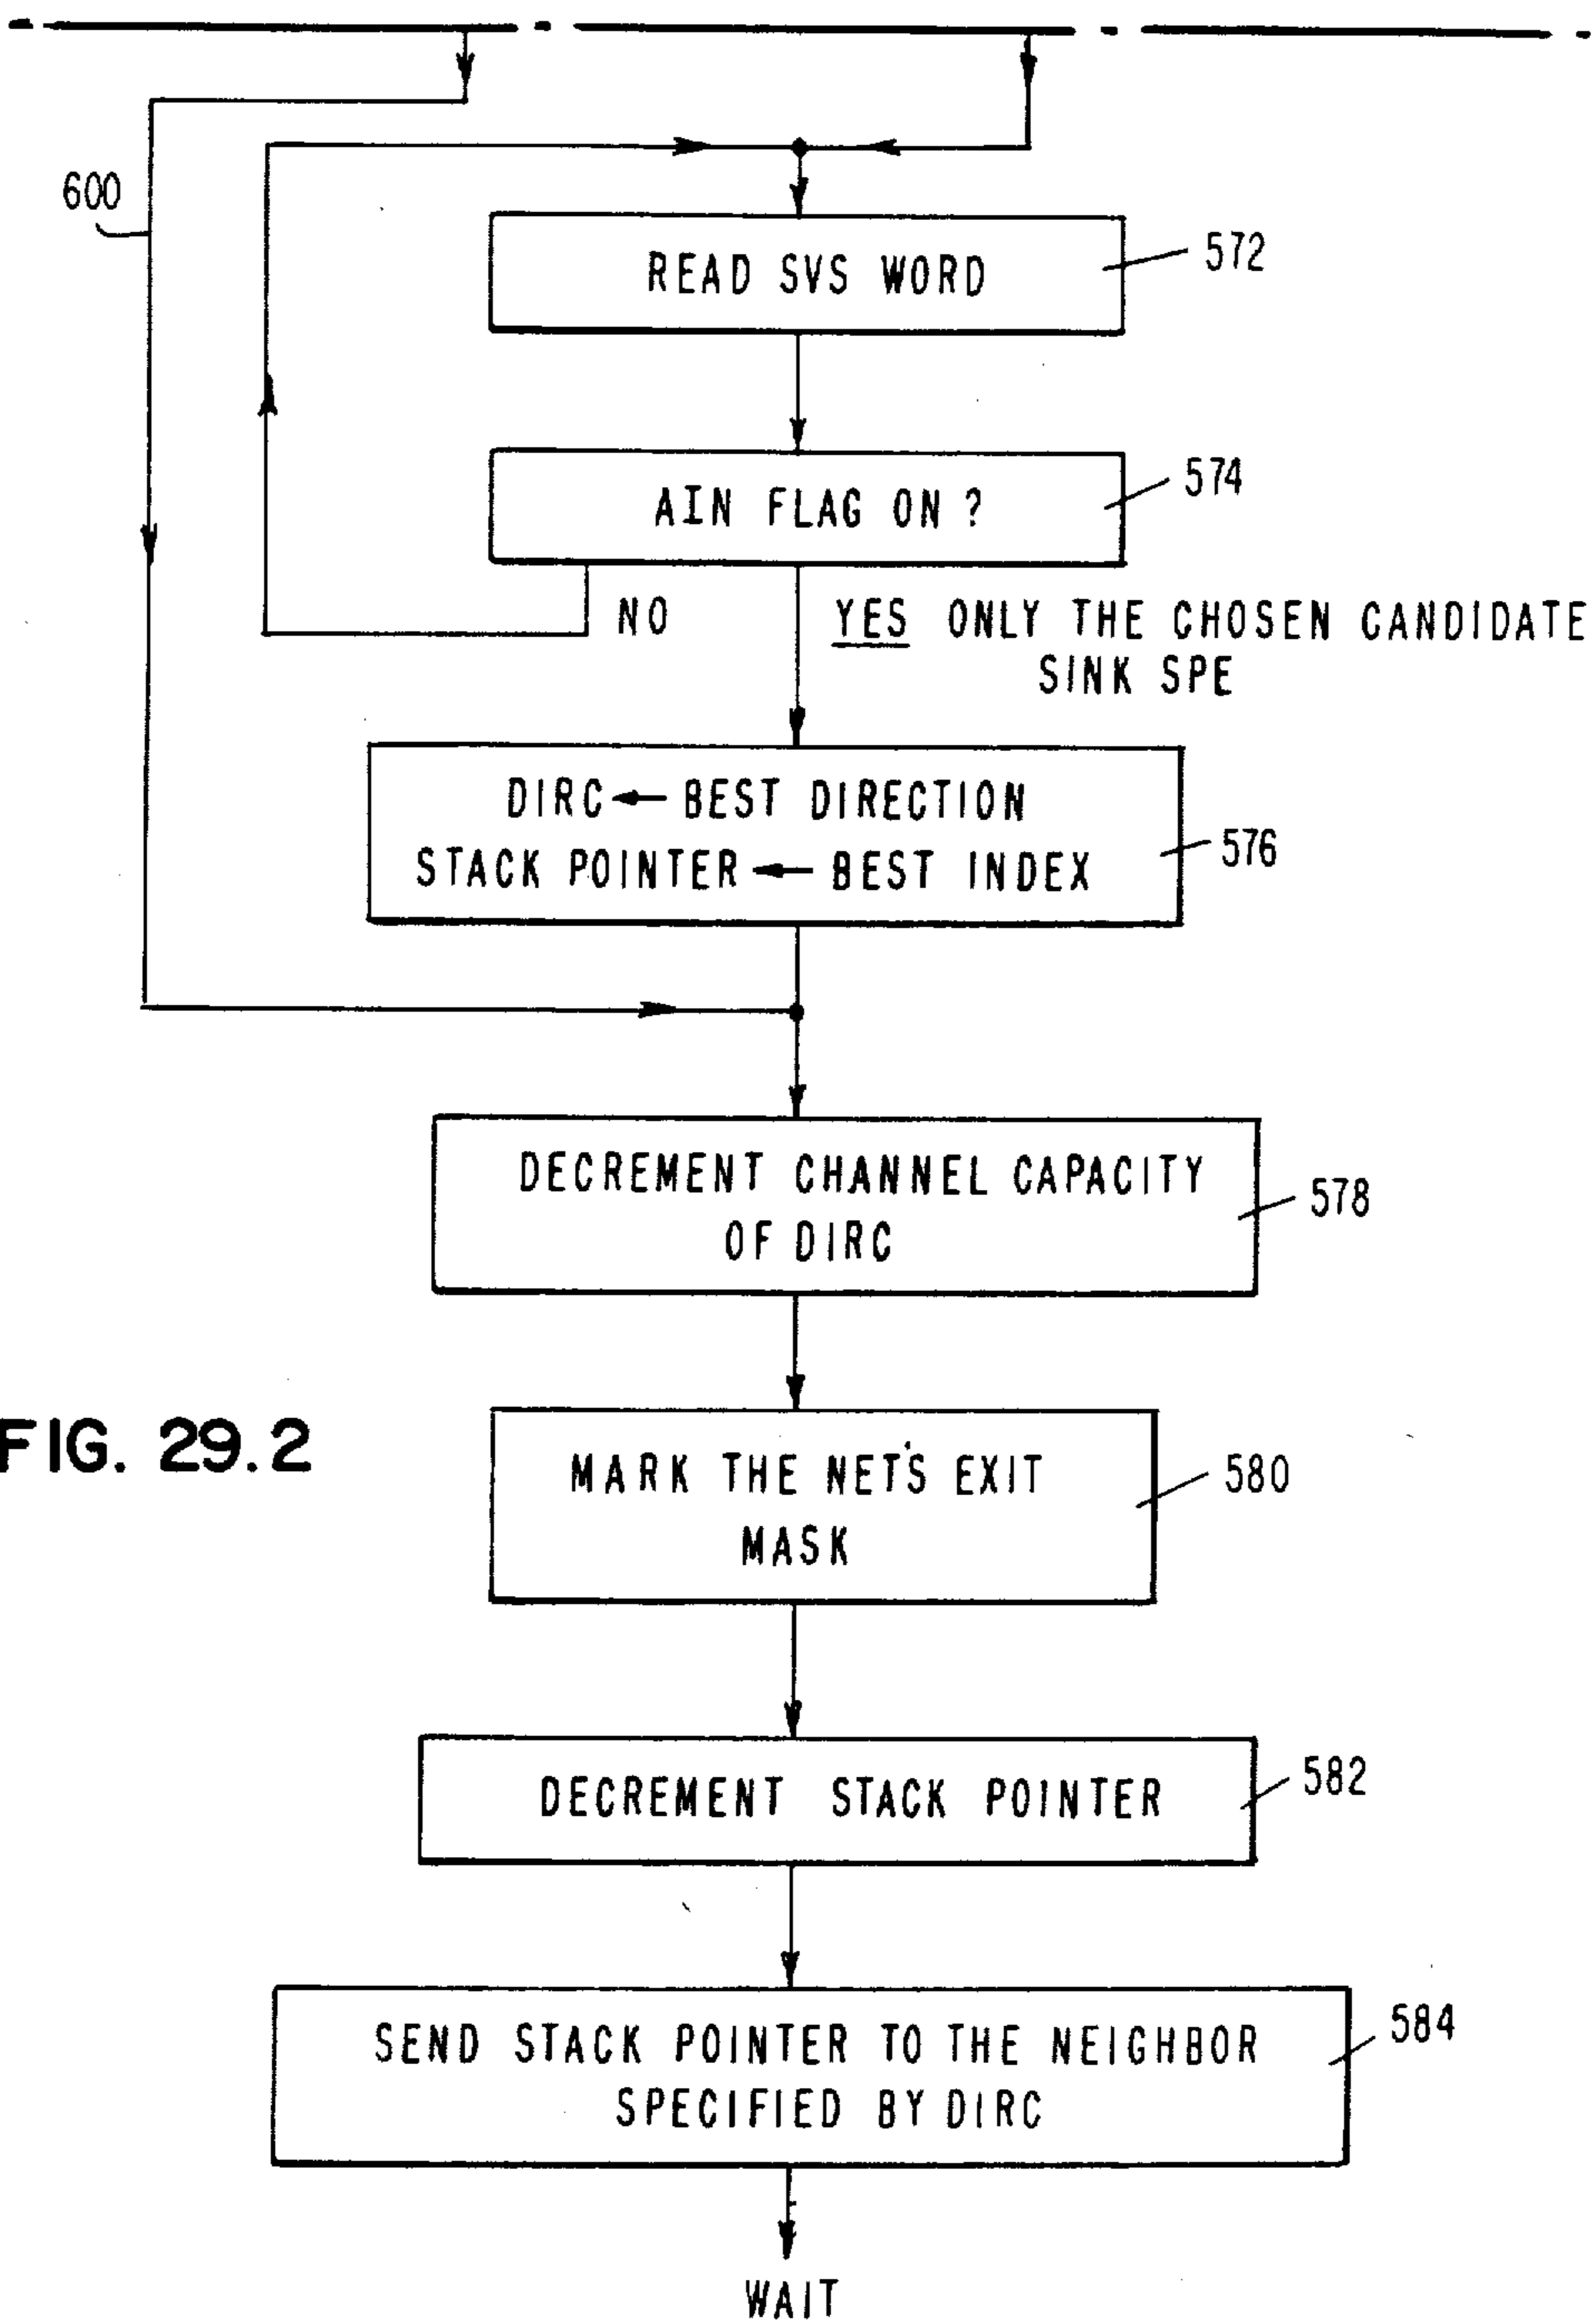 600
READ SVS WORD
572
AIN FLAG ON ?
574
NO
YES ONLY THE CHOSEN CANDIDATE
SINK SPE
DIRC ← BEST DIRECTION
STACK POINTER ← BEST INDEX
576
DECREMENT CHANNEL CAPACITY
OF DIRC
578
FIG. 29.2
MARK THE NET'S EXIT
MASK
580
DECREMENT STACK POINTER
582
SEND STACK POINTER TO THE NEIGHBOR
SPECIFIED BY DIRC
584
WAIT